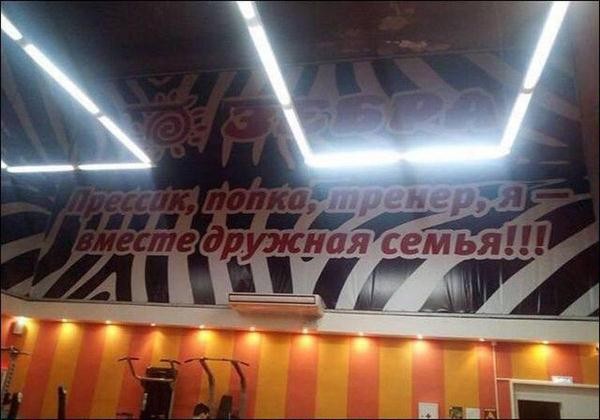 ЗЕБРА
Прессик, попка, тренер, я —
вместе дружная семья!!!